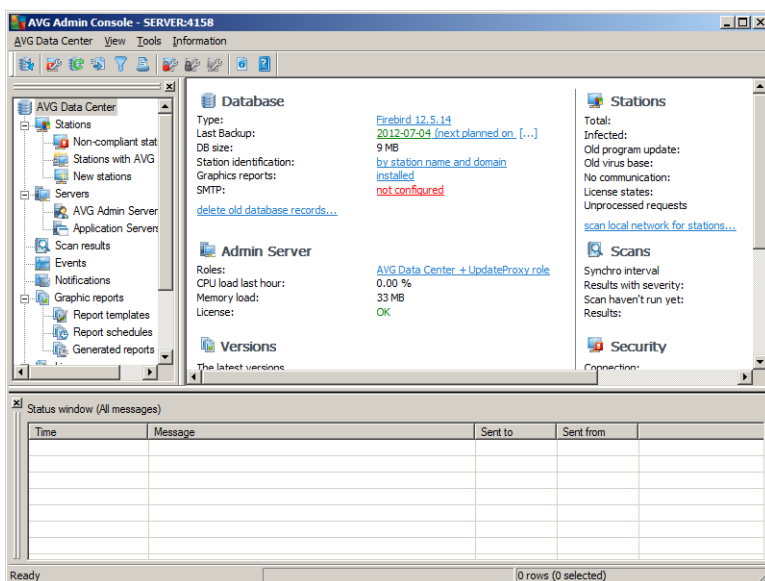 AVG Admin Console - SERVER:4158
AVG Data Center View Tools Information
AVG Data Center
Stations
Non-compliant stat
Stations with AVG
New stations
Servers
AVG Admin Server
Application Servers
Scan results
Events
Notifications
Graphic reports
Report templates
Report schedules
Generated reports
Database
Type: Firebird 12.5.14
Last Backup: 2012-07-04 (next planned on [...]
DB size: 9 MB
Station identification: by station name and domain
Graphics reports: installed
SMTP: not configured
delete old database records...
Admin Server
Roles: AVG Data Center + UpdateProxy role
CPU load last hour: 0.00 %
Memory load: 33 MB
License: OK
Versions
The latest versions
Stations
Total:
Infected:
Old program update:
Old virus base:
No communication:
License states:
Unprocessed requests
scan local network for stations...
Scans
Synchro interval
Results with severity:
Scan haven't run yet:
Results:
Security
Connection:
Status window (All messages)
Time Message Sent to Sent from
Ready 0 rows (0 selected)